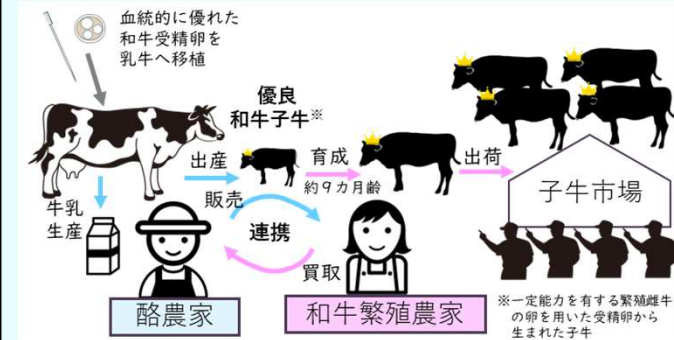 血統的に優れた
和牛受精卵を
乳牛へ移植
優良
和牛子牛※
出産
育成
約9カ月齢
出荷
販売
牛乳
生産
連携
買取
子牛市場
酪農家
和牛繁殖農家
※一定能力を有する繁殖雌牛
の卵を用いた受精卵から
生まれた子牛